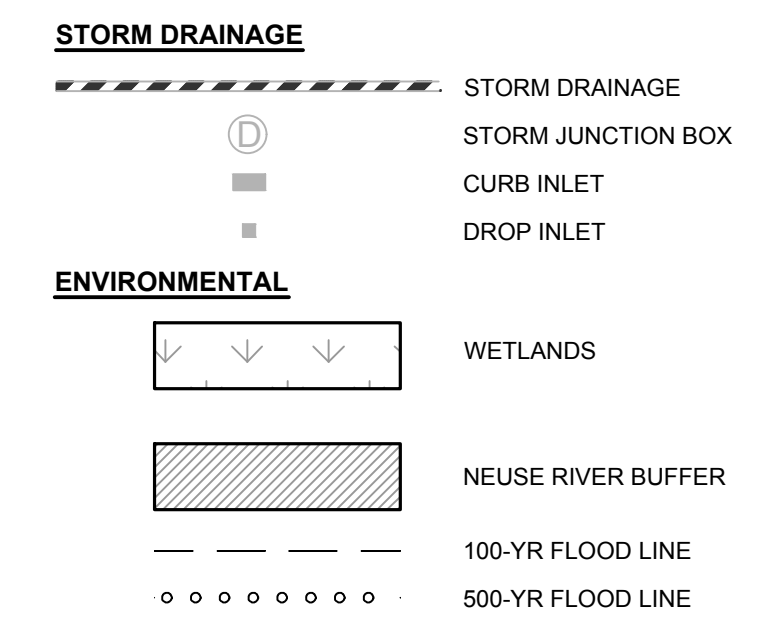 STORM DRAINAGE
STORM DRAINAGE
D
STORM JUNCTION BOX
CURB INLET
DROP INLET
ENVIRONMENTAL
WETLANDS
NEUSE RIVER BUFFER
100-YR FLOOD LINE
500-YR FLOOD LINE